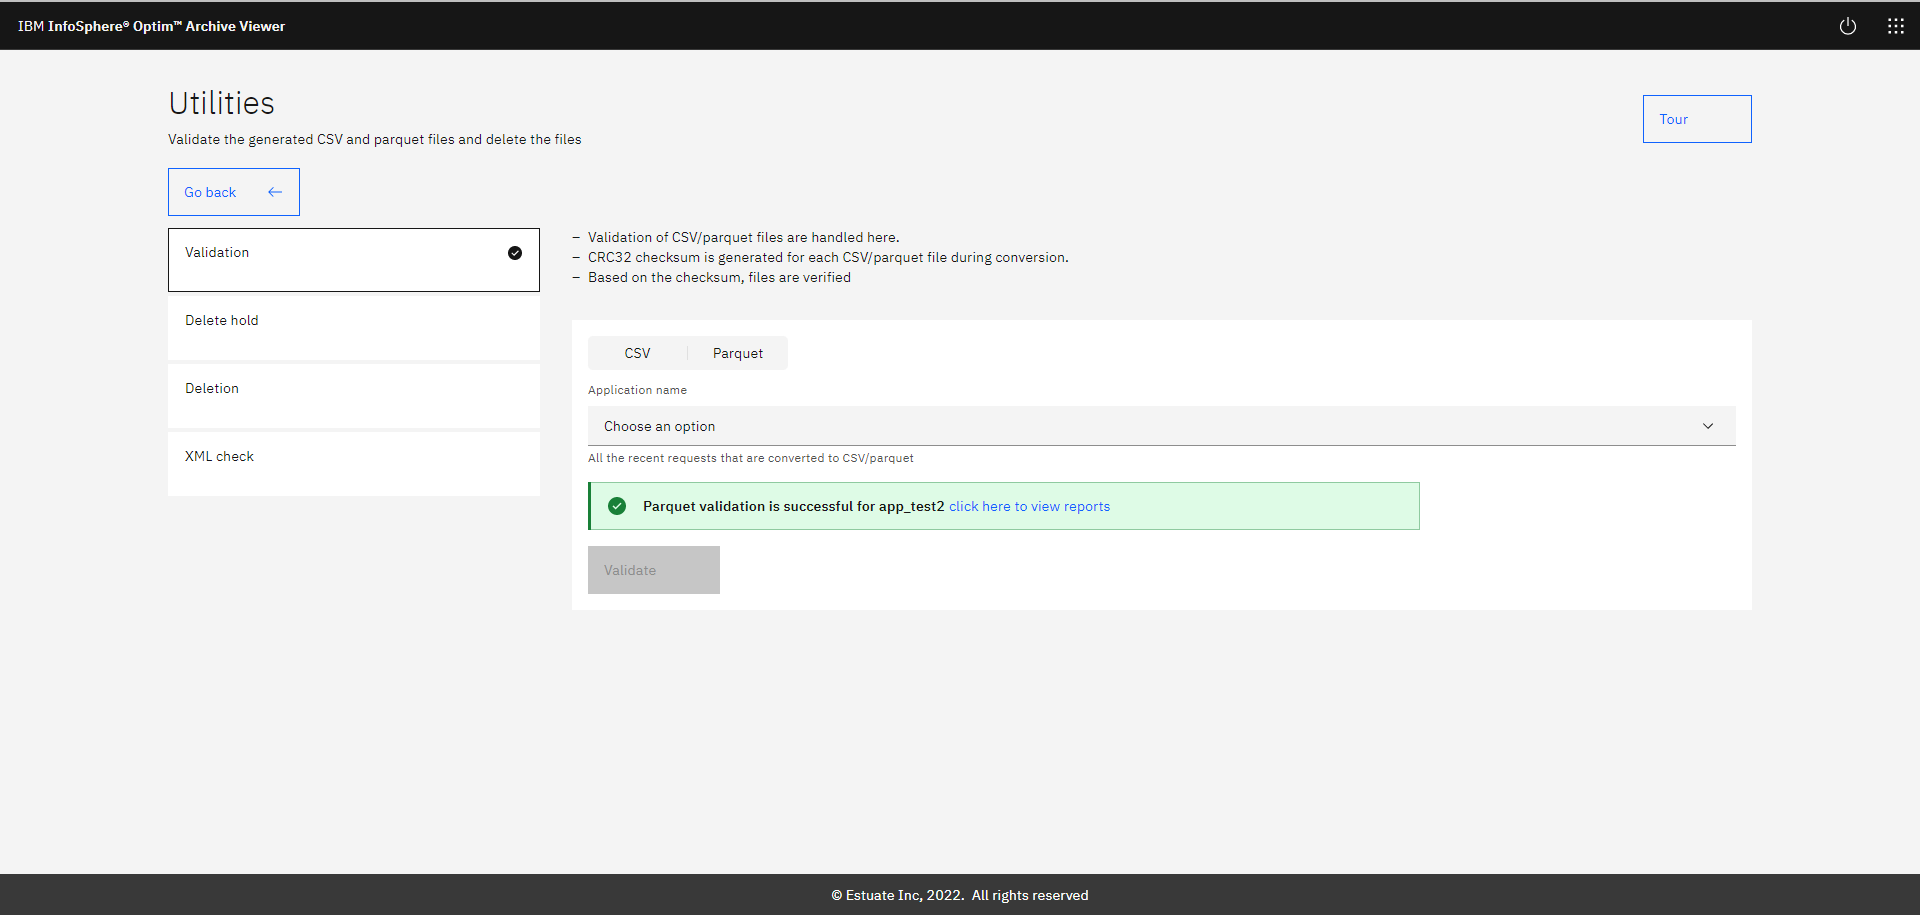 IBM InfoSphere® Optim™ Archive Viewer
Utilities
Validate the generated CSV and parquet files and delete the files
Tour
Go back
Validation
Delete hold
Deletion
XML check
– Validation of CSV/parquet files are handled here.
– CRC32 checksum is generated for each CSV/parquet file during conversion.
– Based on the checksum, files are verified
CSV Parquet
Application name
Choose an option
All the recent requests that are converted to CSV/parquet
Parquet validation is successful for app_test2 click here to view reports
Validate
© Estuate Inc, 2022. All rights reserved